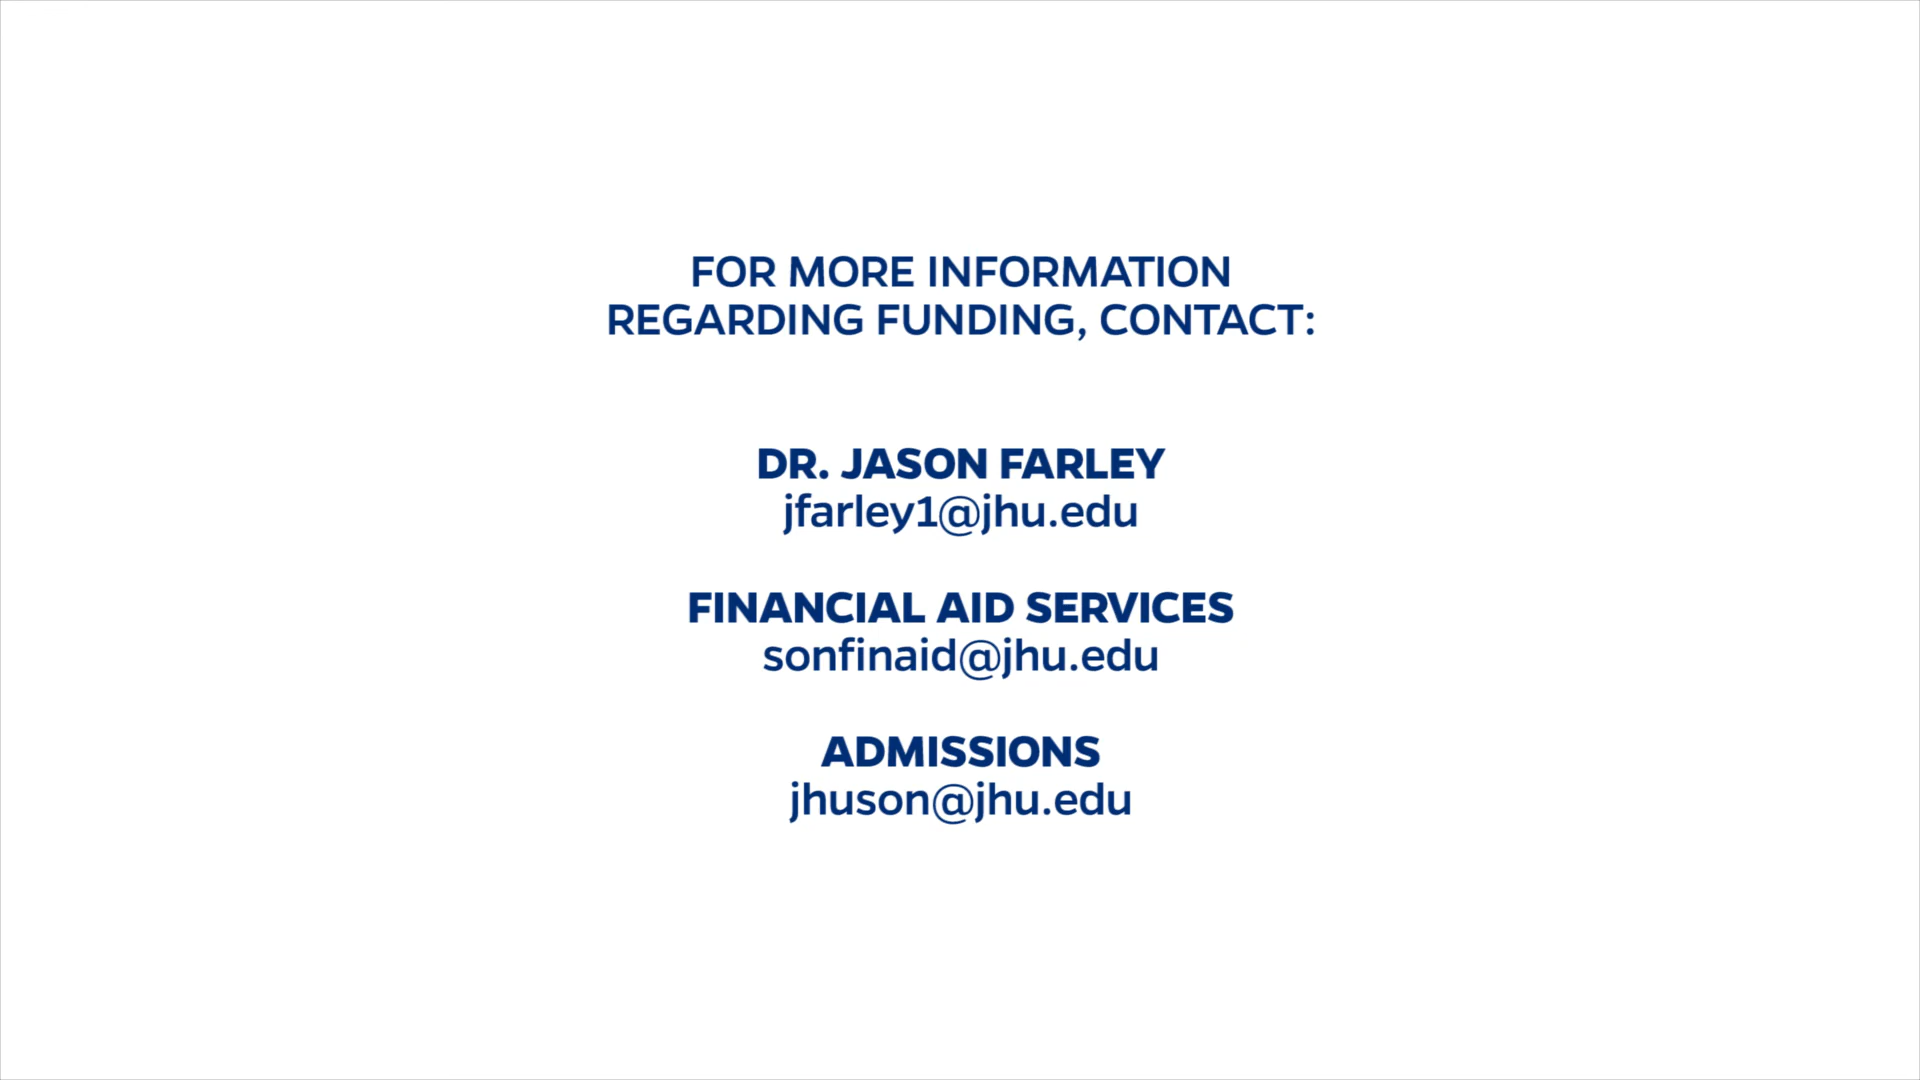 FOR MORE INFORMATION
REGARDING FUNDING, CONTACT:
DR. JASON FARLEY
jfarley1@jhu.edu
FINANCIAL AID SERVICES
sonfinaid@jhu.edu
ADMISSIONS
jhuson@jhu.edu